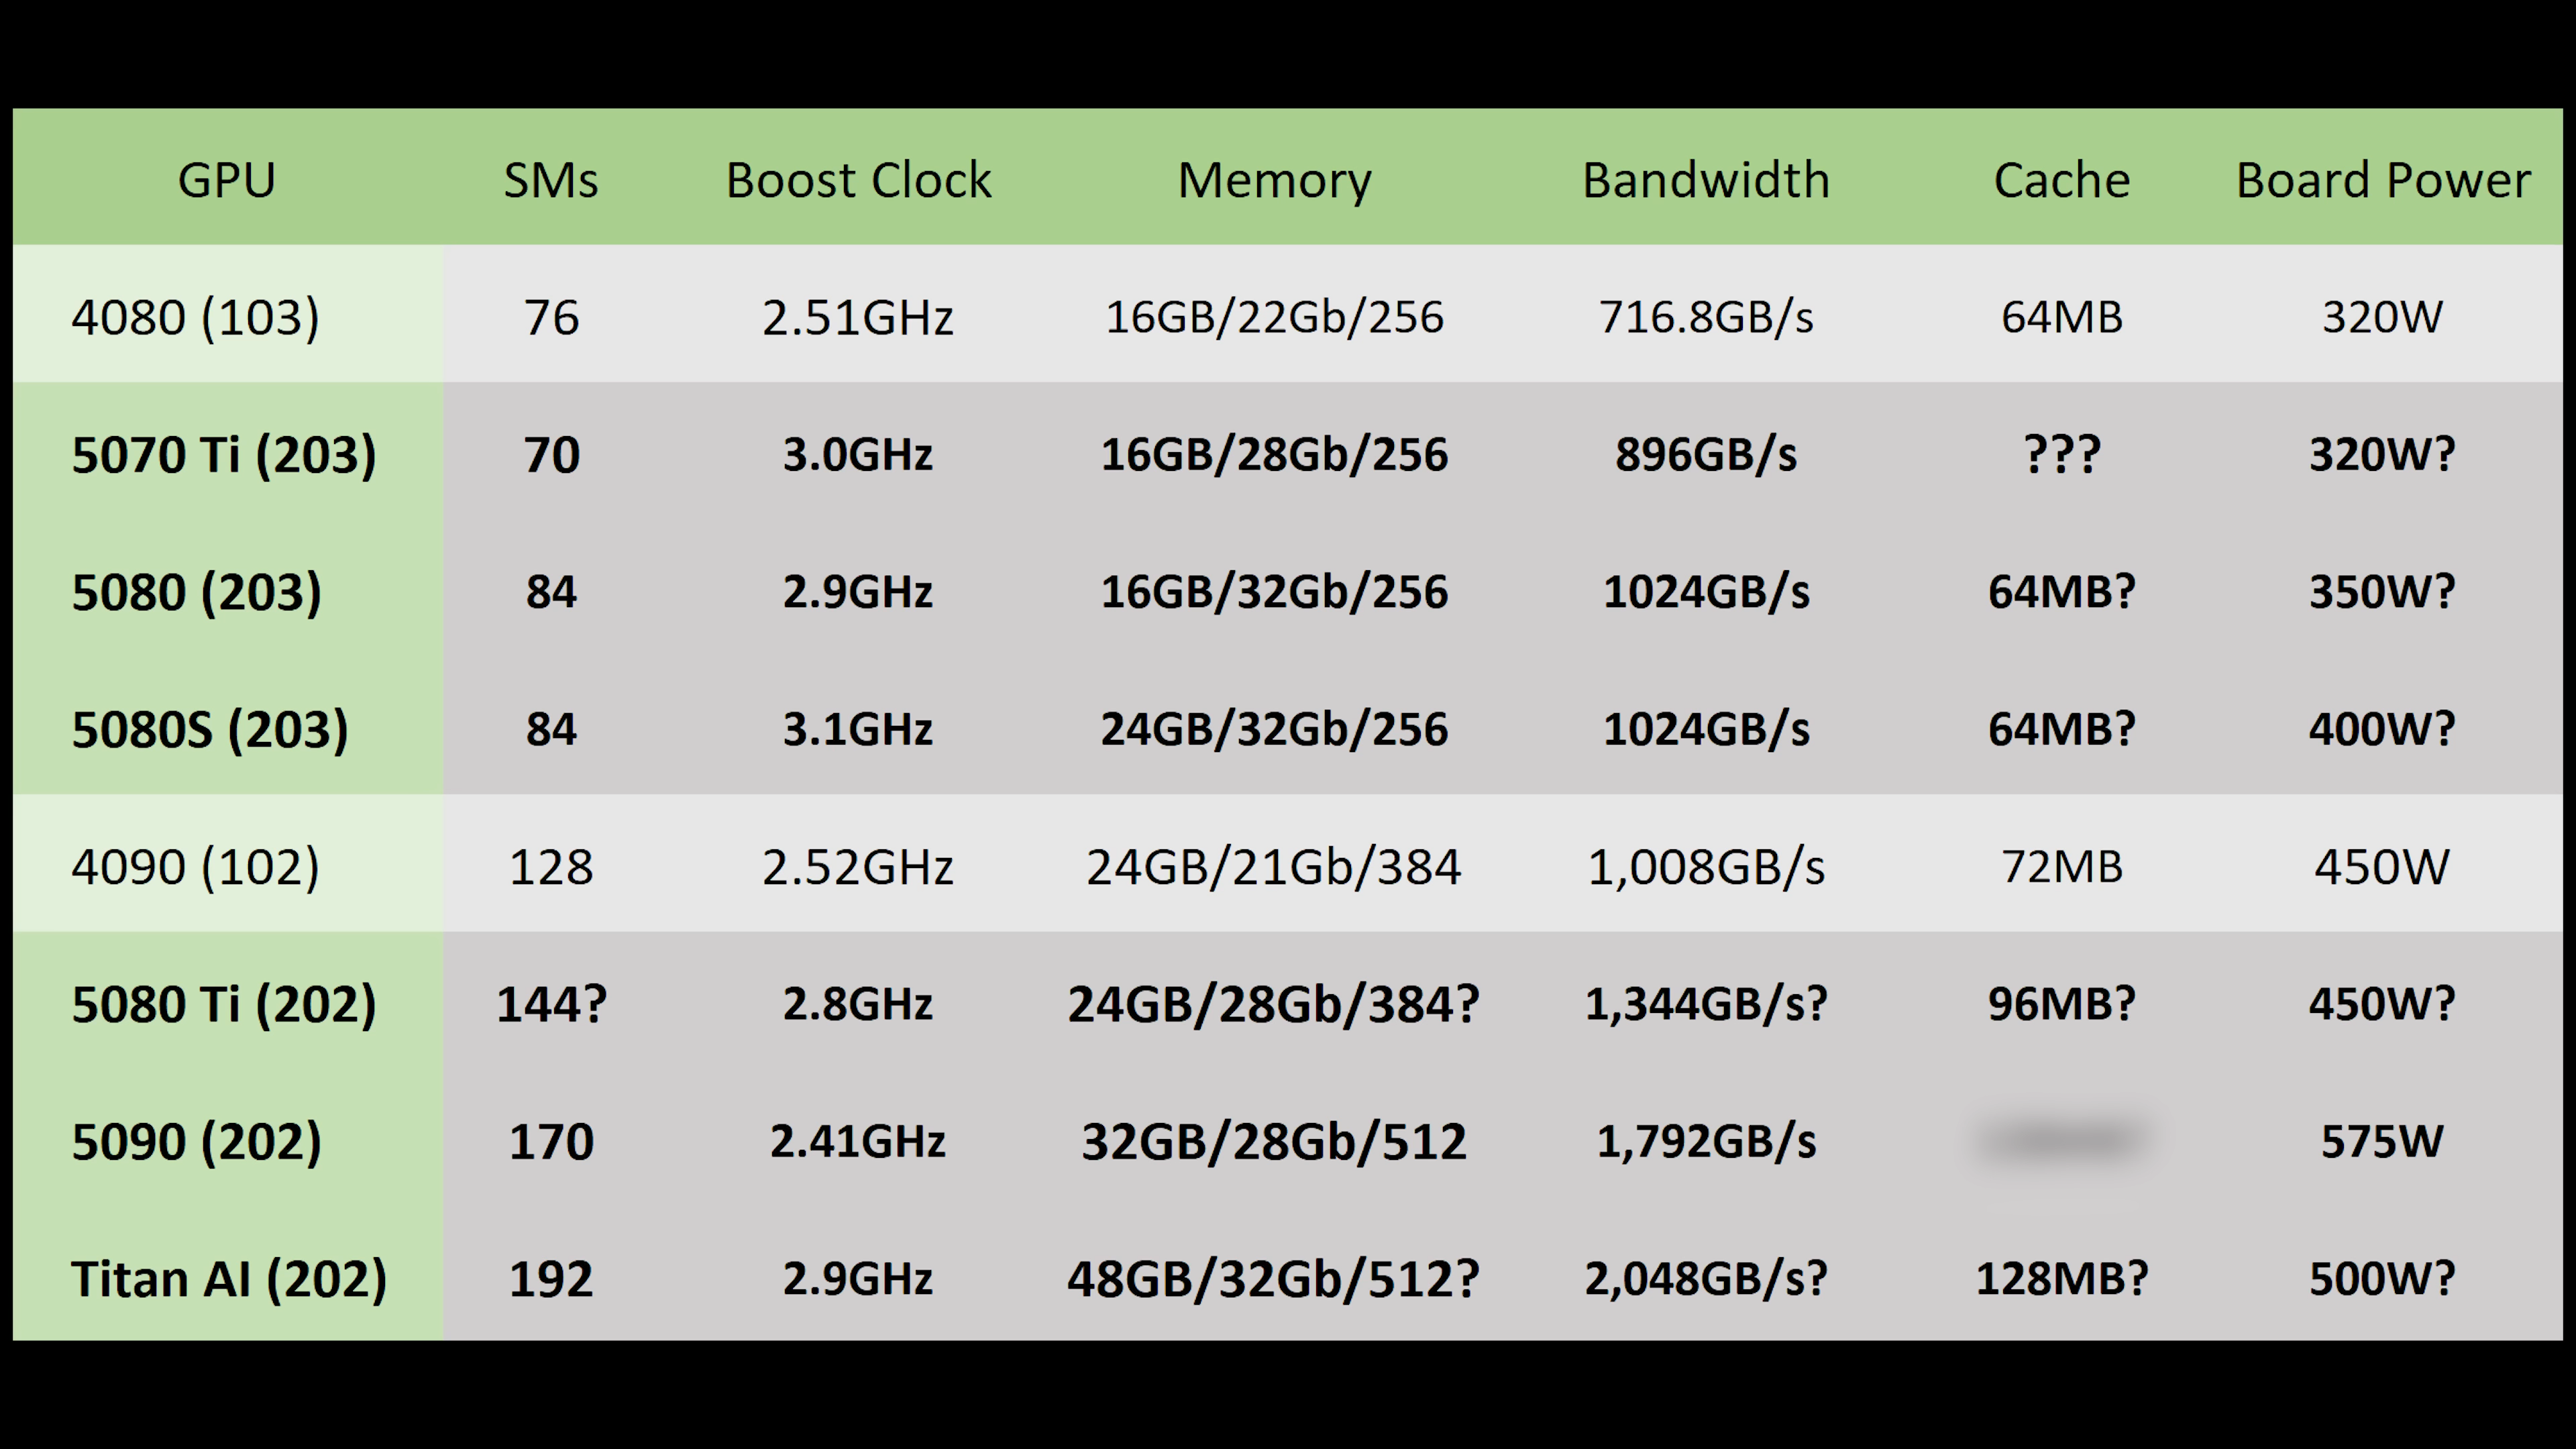 GPU SMs Boost Clock Memory Bandwidth Cache Board Power
4080 (103) 76 2.51GHz 16GB/22Gb/256 716.8GB/s 64MB 320W
5070 Ti (203) 70 3.0GHz 16GB/28Gb/256 896GB/s ??? 320W?
5080 (203) 84 2.9GHz 16GB/32Gb/256 1024GB/s 64MB? 350W?
5080S (203) 84 3.1GHz 24GB/32Gb/256 1024GB/s 64MB? 400W?
4090 (102) 128 2.52GHz 24GB/21Gb/384 1,008GB/s 72MB 450W
5080 Ti (202) 144? 2.8GHz 24GB/28Gb/384? 1,344GB/s? 96MB? 450W?
5090 (202) 170 2.41GHz 32GB/28Gb/512 1,792GB/s 575W
Titan AI (202) 192 2.9GHz 48GB/32Gb/512? 2,048GB/s? 128MB? 500W?